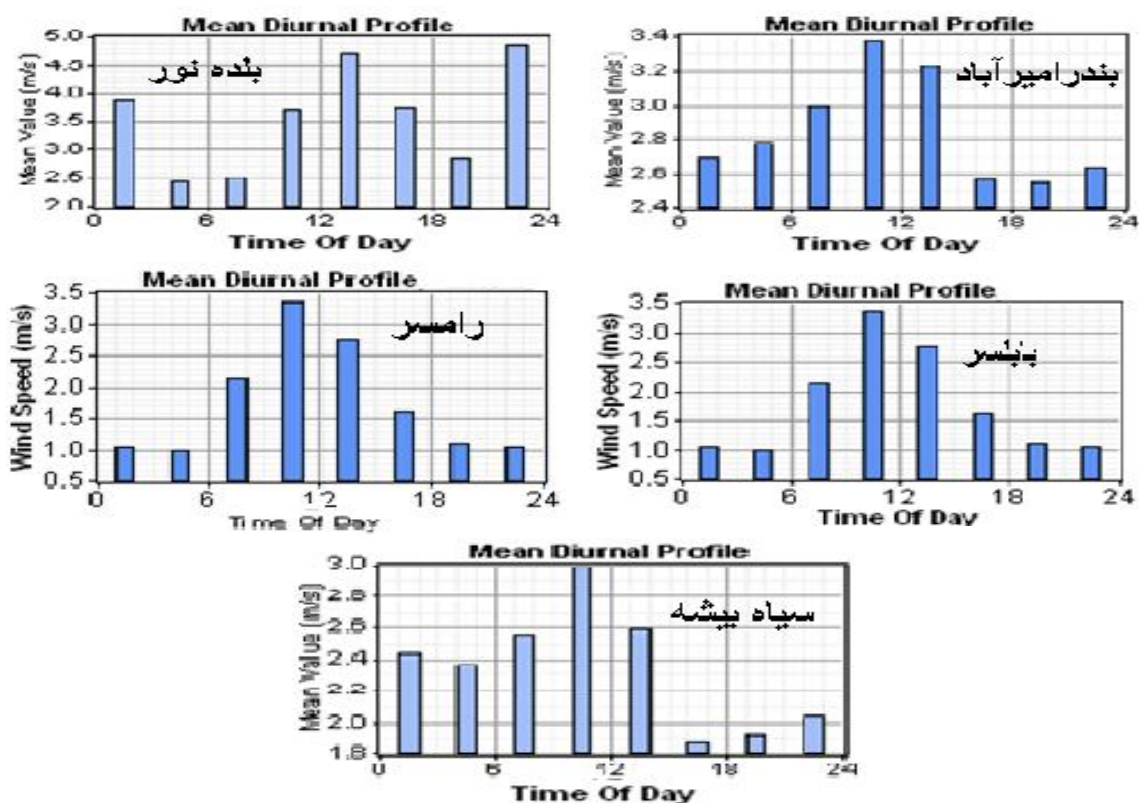 Mean Diurnal Profile
Mean Value (m/s)
5.0
4.5
4.0
3.5
3.0
2.5
2.0
بلده نور
0 6 12 18 24
Time Of Day
Mean Diurnal Profile
Mean Value (m/s)
3.4
3.2
3.0
2.8
2.6
2.4
بندرامیرآباد
0 6 12 18 24
Time Of Day
Mean Diurnal Profile
Wind Speed (m/s)
3.5
3.0
2.5
2.0
1.5
1.0
0.5
رامسر
0 6 12 18 24
Time Of Day
Mean Diurnal Profile
Wind Speed (m/s)
3.5
3.0
2.5
2.0
1.5
1.0
0.5
بابلسر
0 6 12 18 24
Time Of Day
Mean Diurnal Profile
Mean Value (m/s)
3.0
2.8
2.6
2.4
2.2
2.0
1.8
سیاه بیشه
0 6 12 18 24
Time Of Day